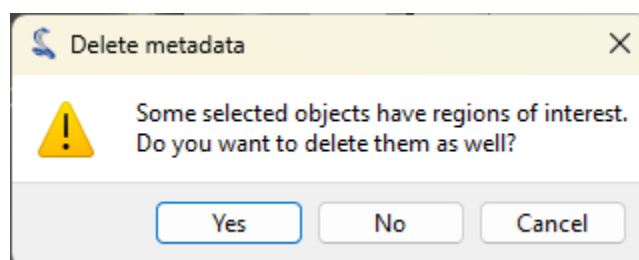 Delete metadata
Some selected objects have regions of interest.
Do you want to delete them as well?
Yes
No
Cancel